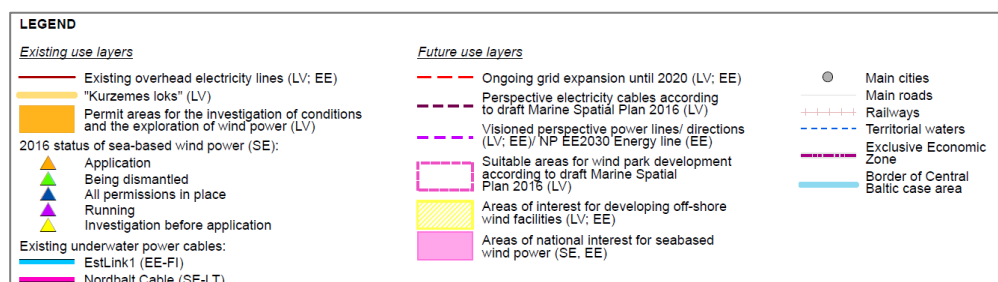 LEGEND
Existing use layers
Existing overhead electricity lines (LV; EE)
"Kurzemes loks" (LV)
Permit areas for the investigation of conditions
and the exploration of wind power (LV)
2016 status of sea-based wind power (SE):
Application
Being dismantled
All permissions in place
Running
Investigation before application
Existing underwater power cables:
EstLink1 (EE-FI)
Nordbalt Cable (SE-LT)
Future use layers
Ongoing grid expansion until 2020 (LV; EE)
Perspective electricity cables according
to draft Marine Spatial Plan 2016 (LV)
Visioned perspective power lines/ directions
(LV; EE)/ NP EE2030 Energy line (EE)
Suitable areas for wind park development
according to draft Marine Spatial
Plan 2016 (LV)
Areas of interest for developing off-shore
wind facilities (LV; EE)
Areas of national interest for seabased
wind power (SE, EE)
Main cities
Main roads
Railways
Territorial waters
Exclusive Economic
Zone
Border of Central
Baltic case area